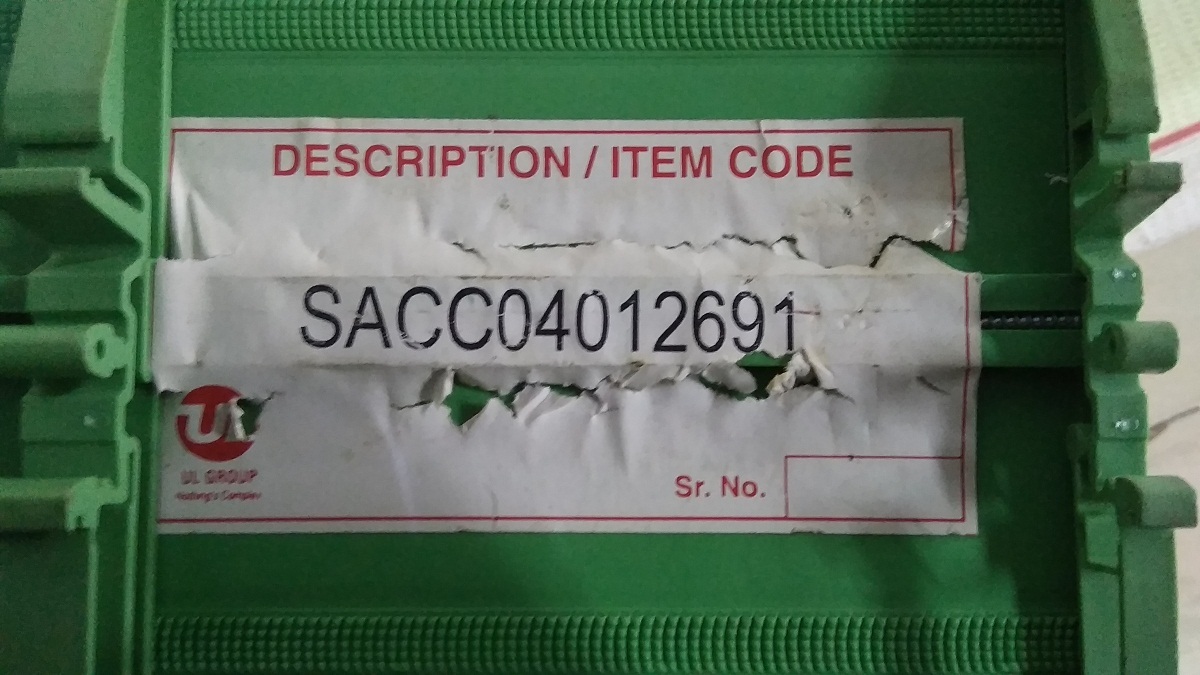 DESCRIPTION / ITEM CODE
SACC04012691
UL GROUP
Sr. No.